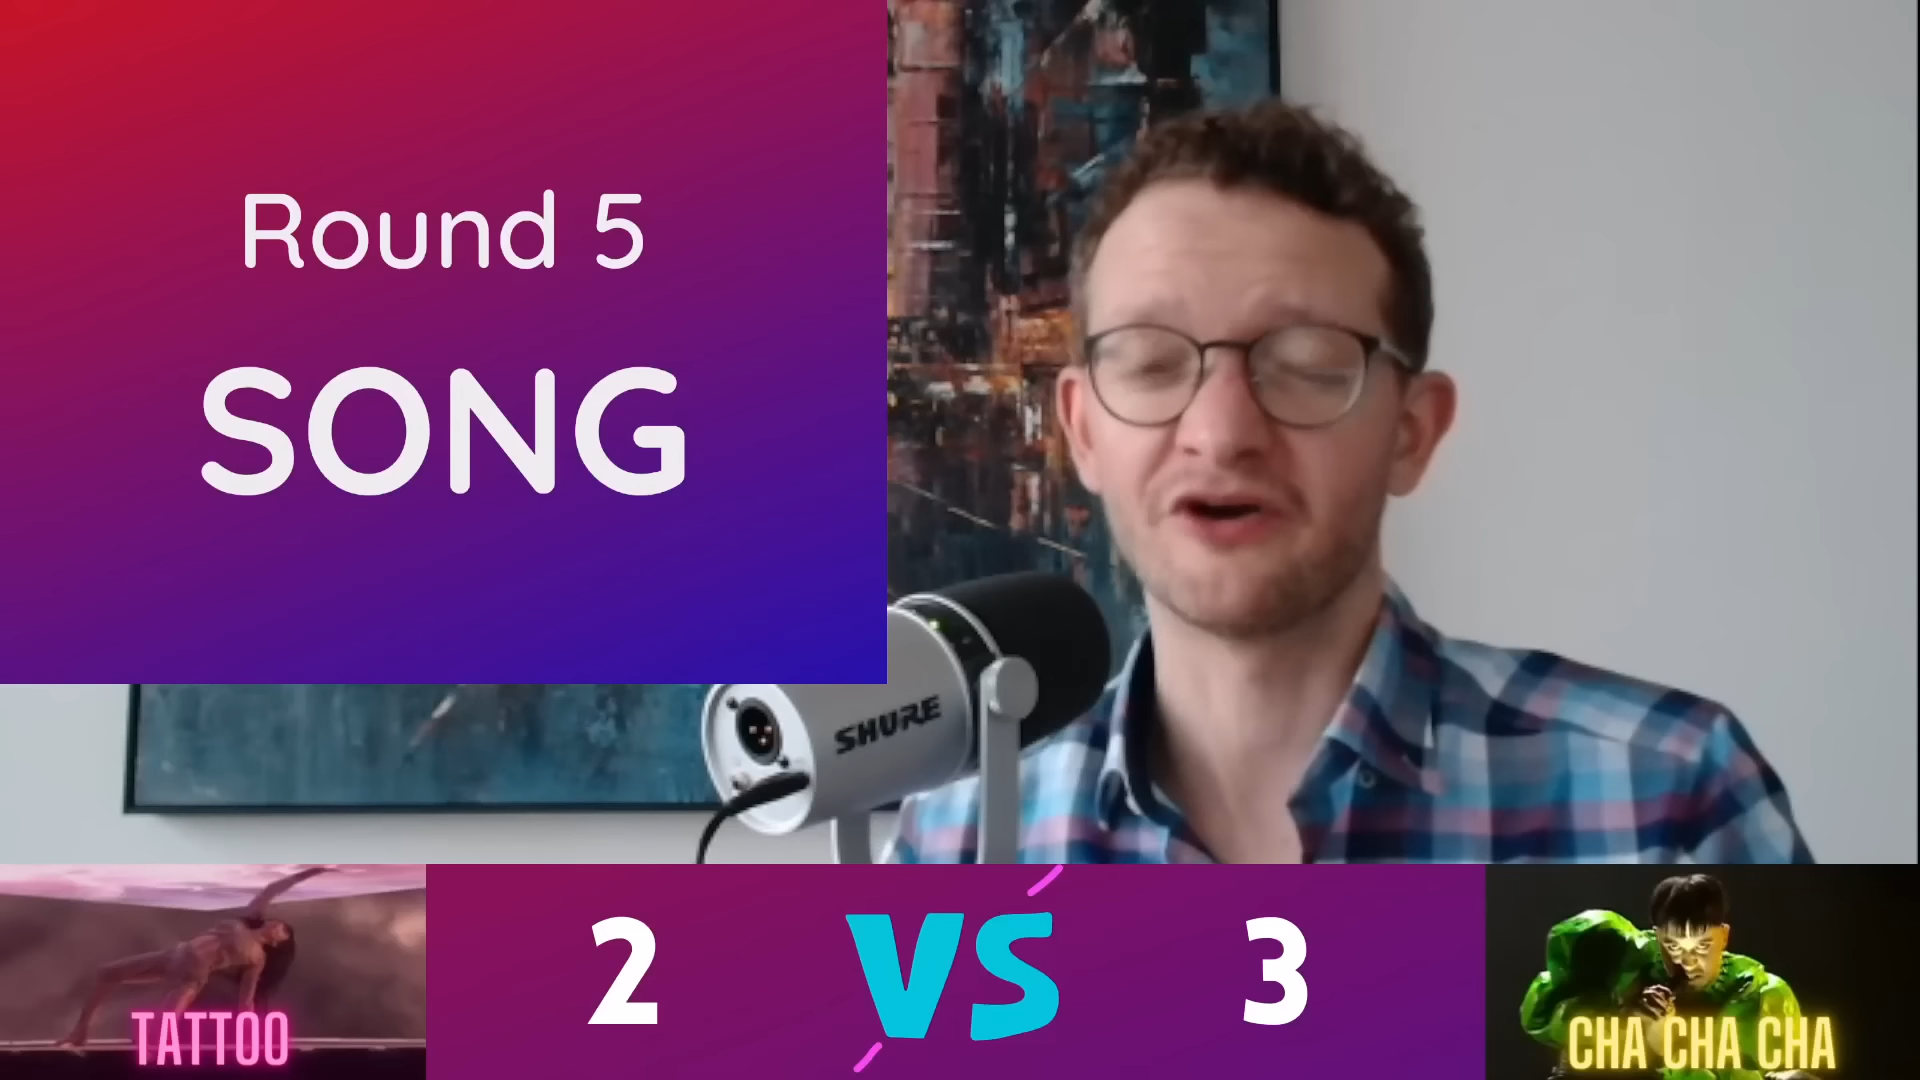 Round 5
SONG
SHURE
TATTOO
2 VS 3
CHA CHA CHA